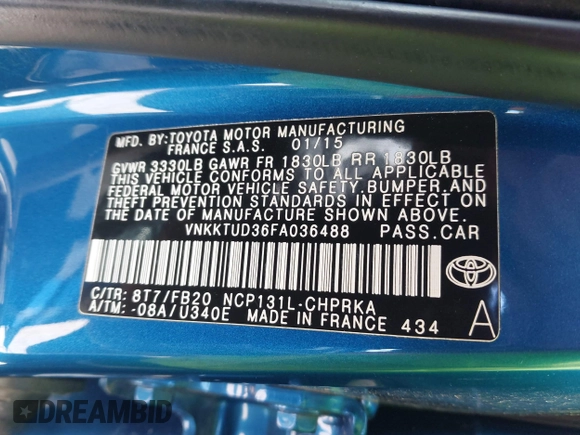 MFD. BY:TOYOTA MOTOR MANUFACTURING
FRANCE S.A.S. 01/15
GVWR 3330LB GAWR FR 1830LB RR 1830LB
THIS VEHICLE CONFORMS TO ALL APPLICABLE
FEDERAL MOTOR VEHICLE SAFETY,BUMPER,AND
THEFT PREVENTION STANDARDS IN EFFECT ON
THE DATE OF MANUFACTURE SHOWN ABOVE.
VNKKTUD36FA036488 PASS.CAR
C/TR: 8T7/FB20 NCP131L-CHPRKA
A/TM: -08A/U340E MADE IN FRANCE 434 A
DREAMBID